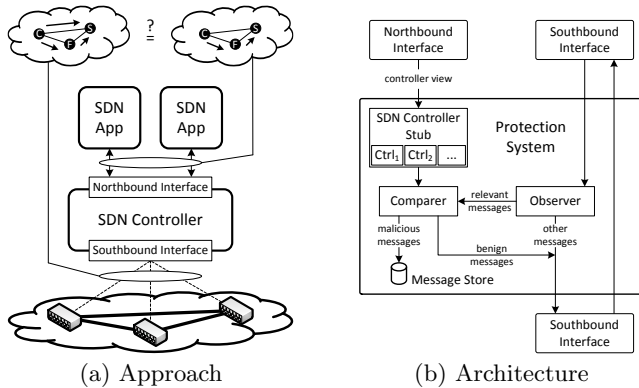 ?
=
C
S
F
C
S
F
SDN
App
SDN
App
Northbound Interface
SDN Controller
Southbound Interface
(a) Approach
Northbound
Interface
Southbound
Interface
controller view
SDN Controller
Stub
Ctrl1
Ctrl2
...
Protection
System
Comparer
relevant
messages
Observer
malicious
messages
benign
messages
other
messages
Message Store
Southbound
Interface
(b) Architecture